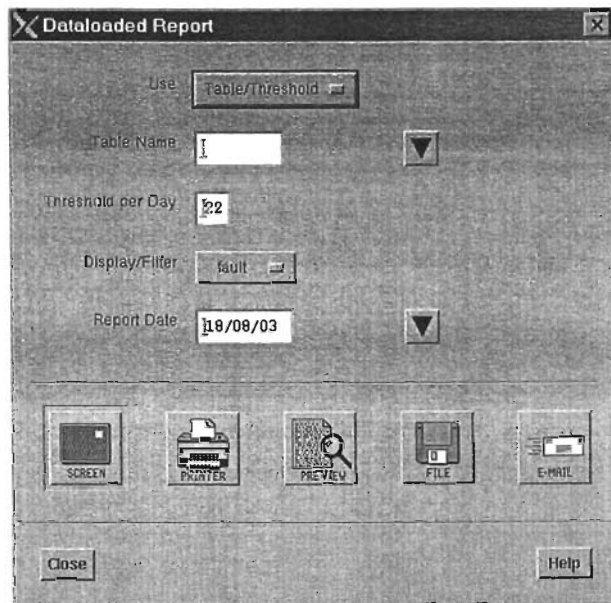 Dataloaded Report
Use Table/Threshold
Table Name
Threshold per Day 22
Display/Filter fault
Report Date 18/08/03
SCREEN PRINTER PREVIEW FILE E-MAIL
Close Help